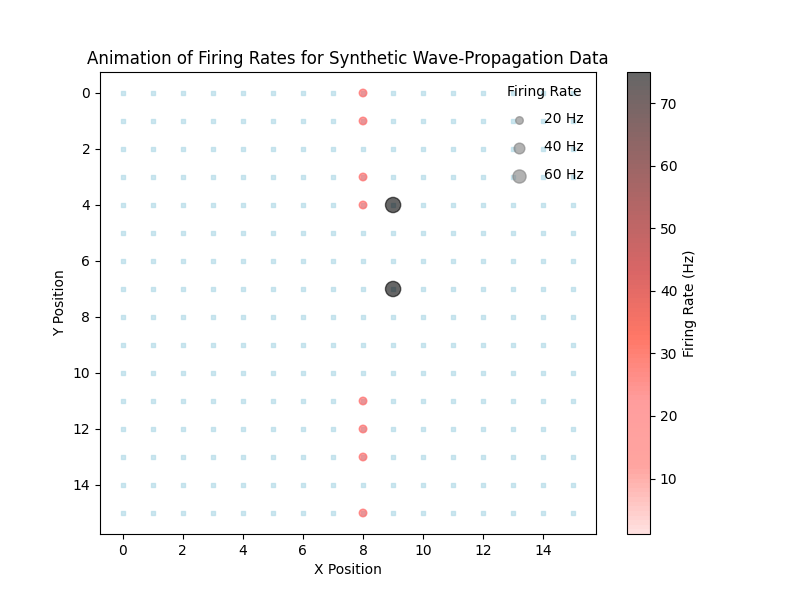 Animation of Firing Rates for Synthetic Wave-Propagation Data
Firing Rate
20 Hz
40 Hz
60 Hz
0
2
4
6
8
10
12
14
Y Position
0 2 4 6 8 10 12 14
X Position
70
60
50
40
30
20
10
Firing Rate (Hz)